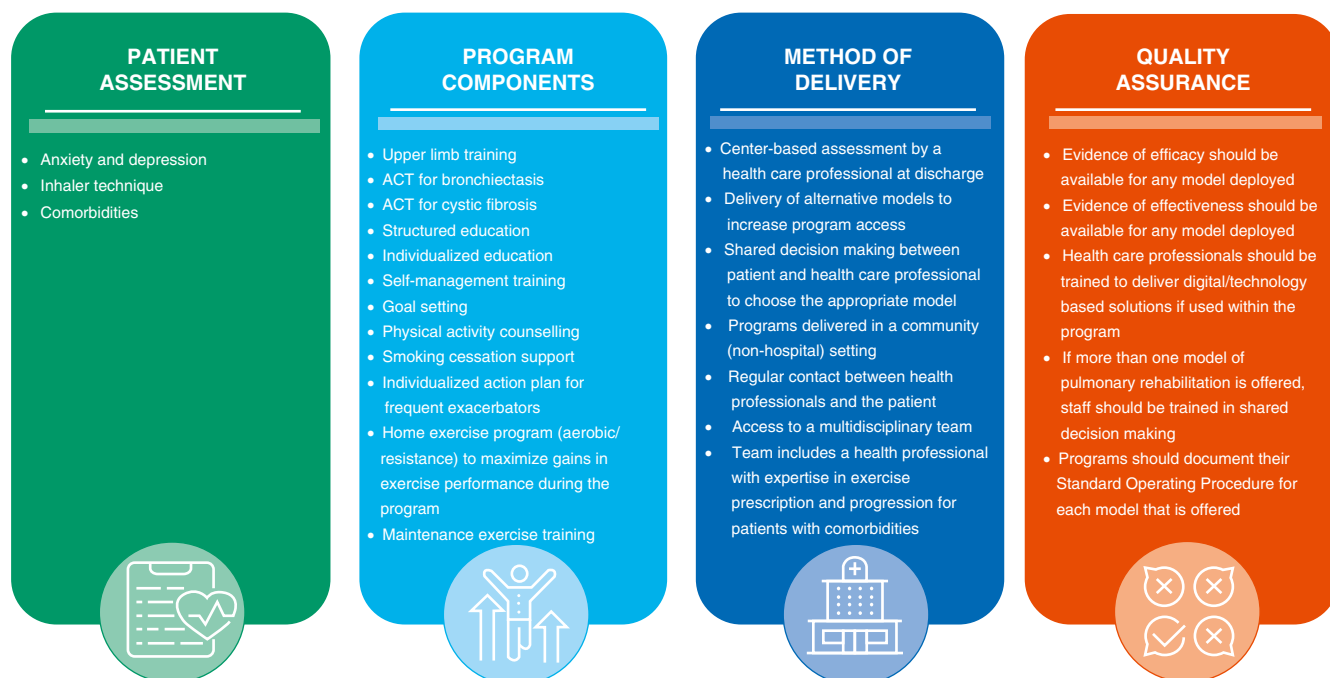 PATIENT
ASSESSMENT
• Anxiety and depression
• Inhaler technique
• Comorbidities
PROGRAM
COMPONENTS
• Upper limb training
• ACT for bronchiectasis
• ACT for cystic fibrosis
• Structured education
• Individualized education
• Self-management training
• Goal setting
• Physical activity counselling
• Smoking cessation support
• Individualized action plan for
frequent exacerbators
• Home exercise program (aerobic/
resistance) to maximize gains in
exercise performance during the
program
• Maintenance exercise training
METHOD OF
DELIVERY
• Center-based assessment by a
health care professional at discharge
• Delivery of alternative models to
increase program access
• Shared decision making between
patient and health care professional
to choose the appropriate model
• Programs delivered in a community
(non-hospital) setting
• Regular contact between health
professionals and the patient
• Access to a multidisciplinary team
• Team includes a health professional
with expertise in exercise
prescription and progression for
patients with comorbidities
QUALITY
ASSURANCE
• Evidence of efficacy should be
available for any model deployed
• Evidence of effectiveness should be
available for any model deployed
• Health care professionals should be
trained to deliver digital/technology
based solutions if used within the
program
• If more than one model of
pulmonary rehabilitation is offered,
staff should be trained in shared
decision making
• Programs should document their
Standard Operating Procedure for
each model that is offered